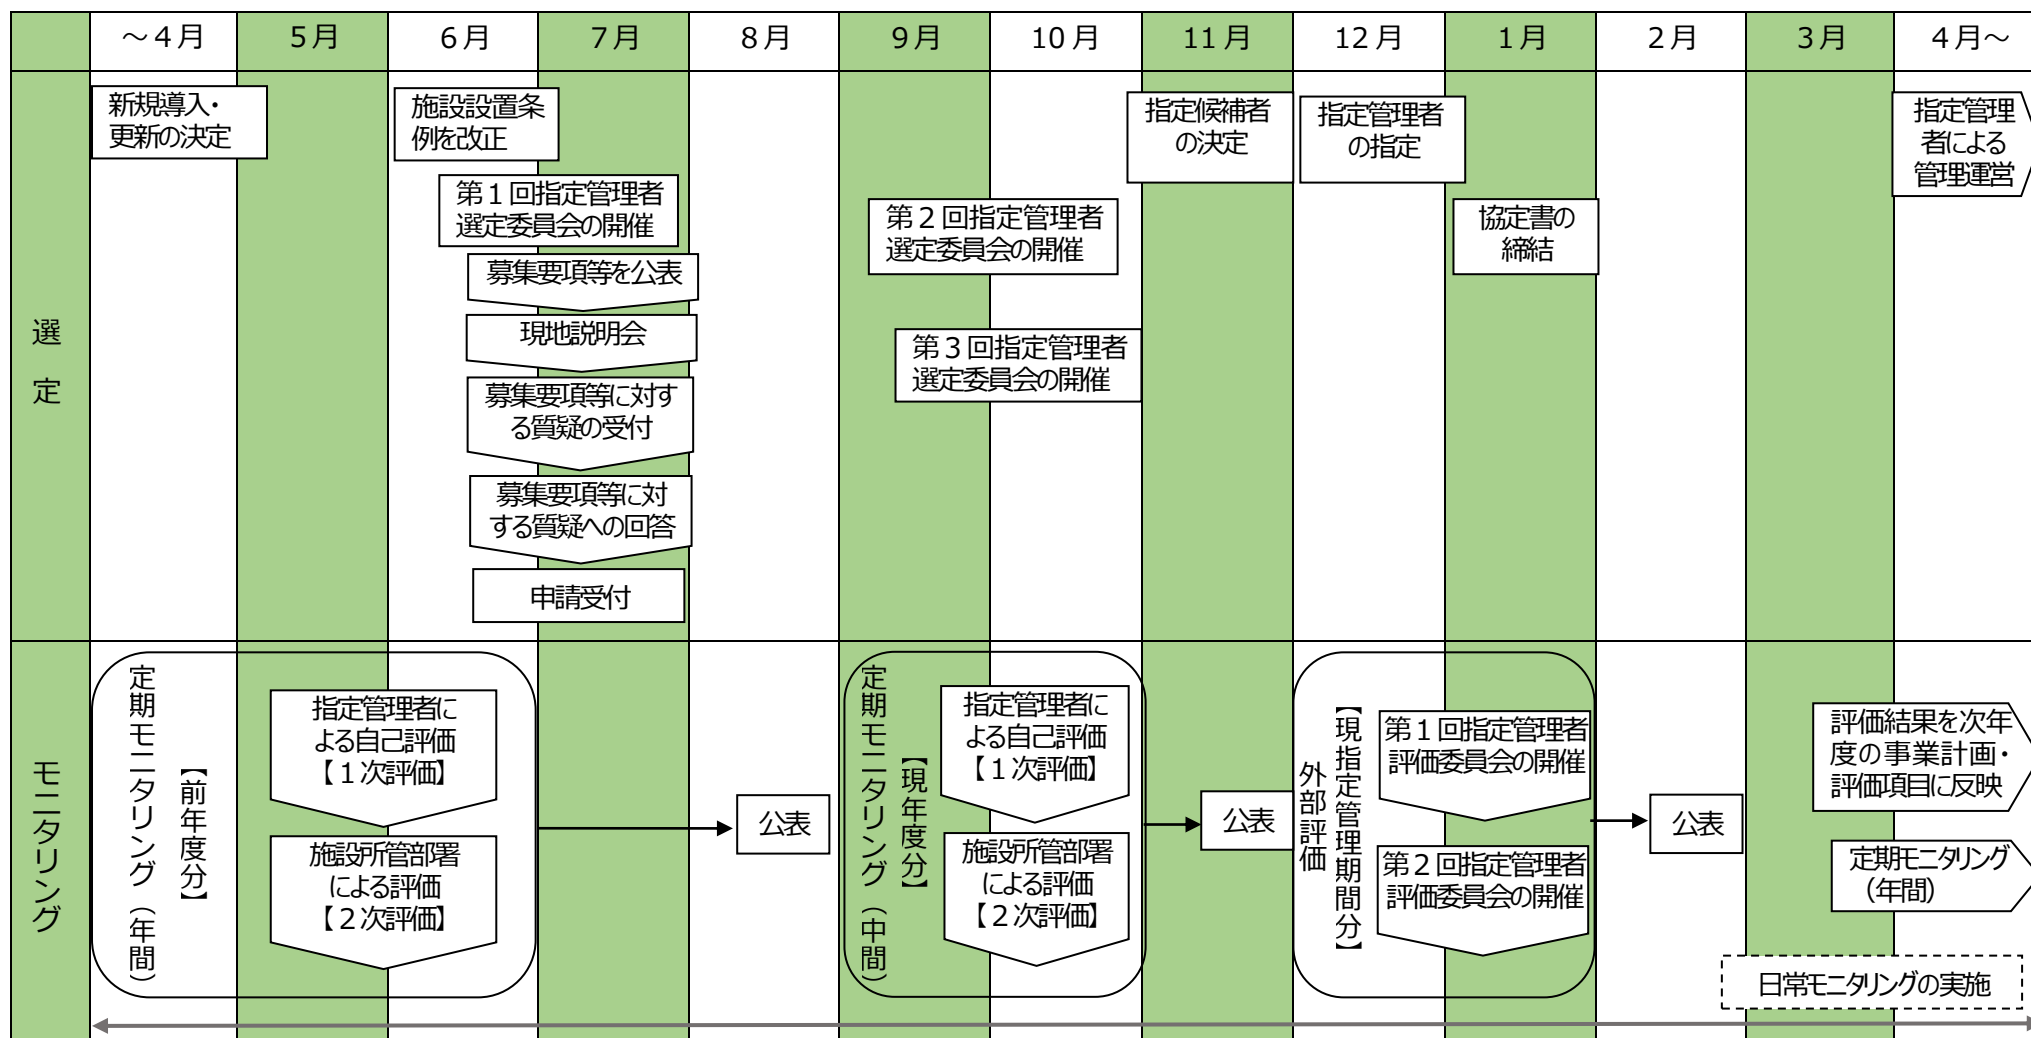 ～４月
５月
６月
７月
８月
９月
10月
11月
12月
１月
２月
３月
４月～
選定
新規導入・
更新の決定
施設設置条
例を改正
第１回指定管理者
選定委員会の開催
募集要項等を公表
現地説明会
募集要項等に対す
る質疑の受付
募集要項等に対
する質疑への回答
申請受付
第２回指定管理者
選定委員会の開催
第３回指定管理者
選定委員会の開催
指定候補者
の決定
指定管理者
の指定
協定書の
締結
指定管理
者による
管理運営
モニタリング
定期モニタリング（年間）
【前年度分】
指定管理者に
よる自己評価
【１次評価】
施設所管部署
による評価
【２次評価】
公表
定期モニタリング（中間）
【現年度分】
指定管理者に
よる自己評価
【１次評価】
施設所管部署
による評価
【２次評価】
公表
外部評価
【現指定管理期間分】
第１回指定管理者
評価委員会の開催
第２回指定管理者
評価委員会の開催
公表
評価結果を次年
度の事業計画・
評価項目に反映
定期モニタリング
（年間）
日常モニタリングの実施